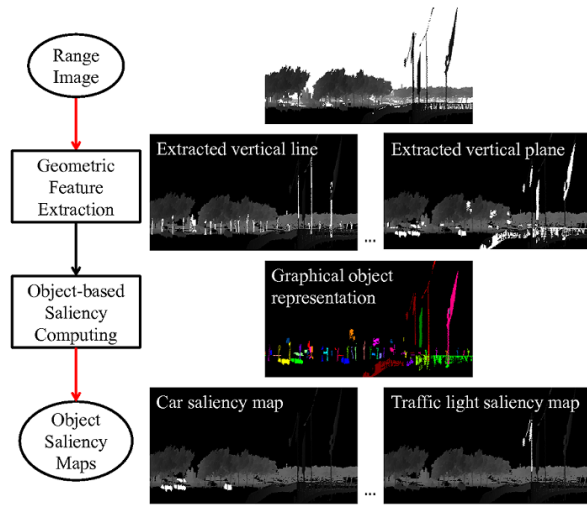 Range
Image
Extracted vertical line
Extracted vertical plane
Geometric
Feature
Extraction
...
Graphical object
representation
Object-based
Saliency
Computing
Car saliency map
Traffic light saliency map
Object
Saliency
Maps
...